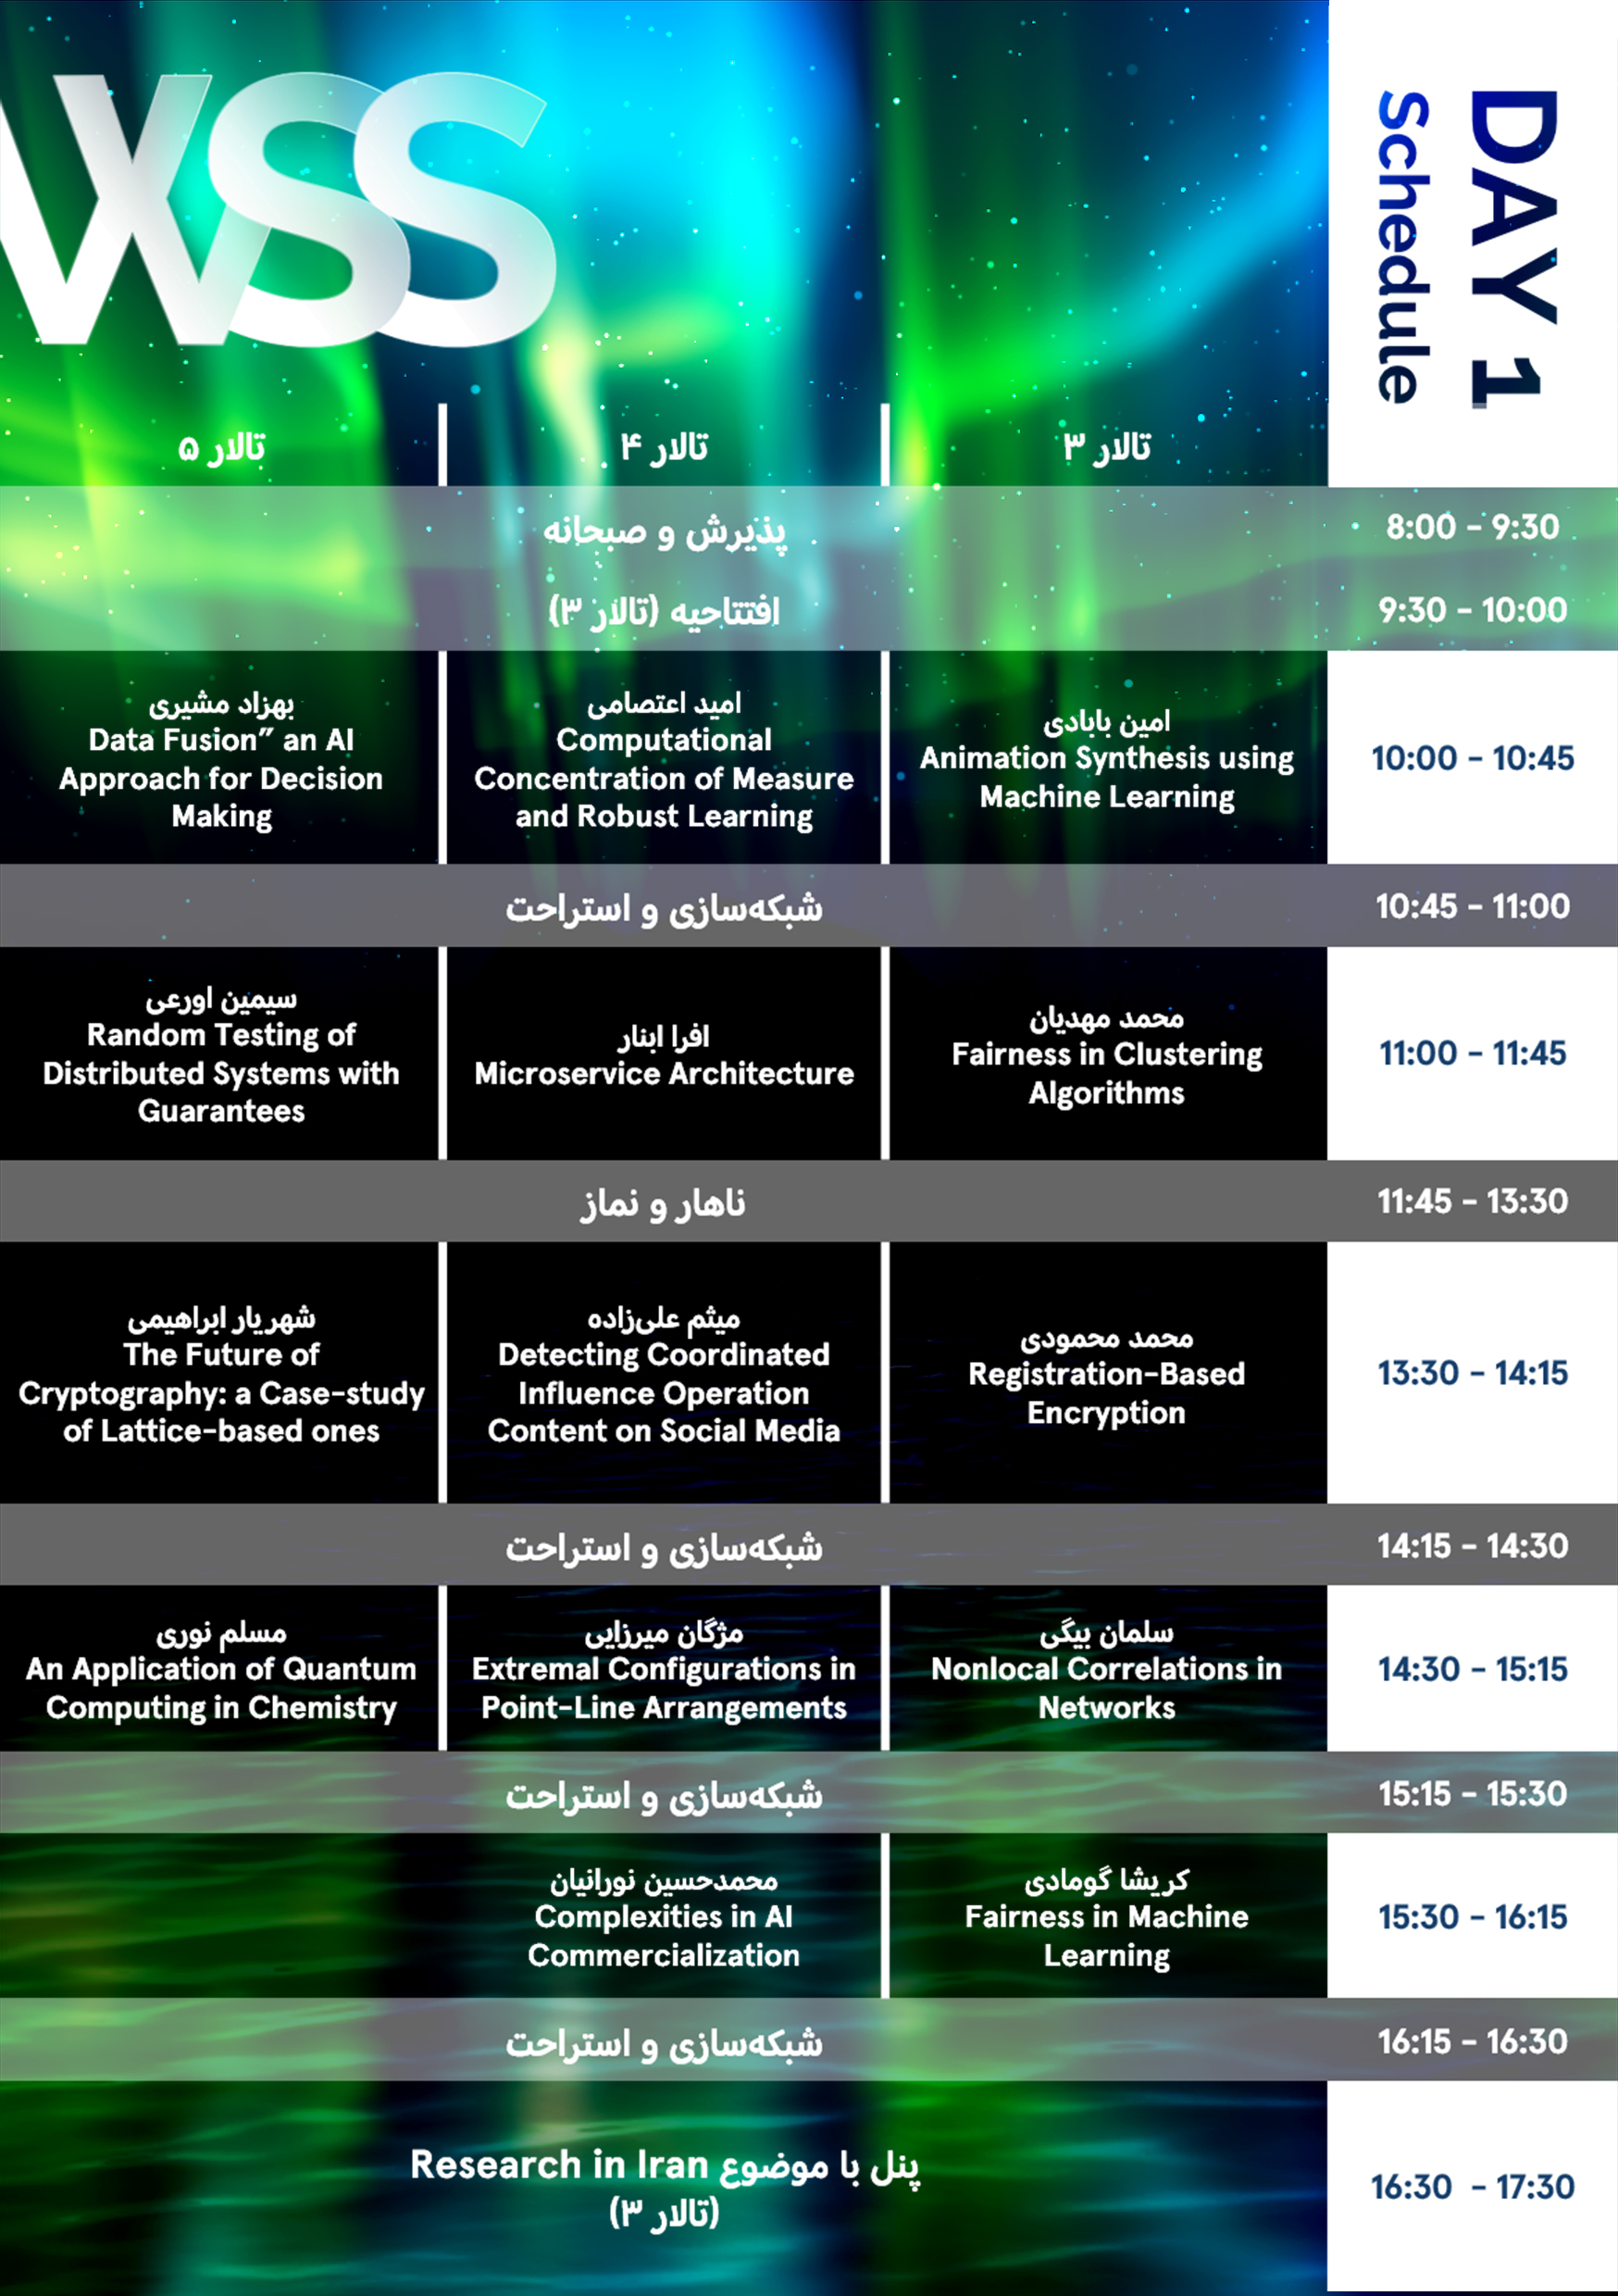 WSS
DAY 1
Schedule
تالار ۳
تالار ۴
تالار ۵
8:00 - 9:30
پذیرش و صبحانه
9:30 - 10:00
افتتاحیه (تالار ۳)
10:00 - 10:45
امین بابادی
Animation Synthesis using
Machine Learning
امید اعتصامی
Computational
Concentration of Measure
and Robust Learning
بهزاد مشیری
Data Fusion” an AI
Approach for Decision
Making
10:45 - 11:00
شبکه‌سازی و استراحت
11:00 - 11:45
محمد مهدیان
Fairness in Clustering
Algorithms
افرا ابنار
Microservice Architecture
سیمین اورعی
Random Testing of
Distributed Systems with
Guarantees
11:45 - 13:30
ناهار و نماز
13:30 - 14:15
محمد محمودی
Registration-Based
Encryption
میثم علی‌زاده
Detecting Coordinated
Influence Operation
Content on Social Media
شهریار ابراهیمی
The Future of
Cryptography: a Case-study
of Lattice-based ones
14:15 - 14:30
شبکه‌سازی و استراحت
14:30 - 15:15
سلمان بیگی
Nonlocal Correlations in
Networks
مژگان میرزایی
Extremal Configurations in
Point-Line Arrangements
مسلم نوری
An Application of Quantum
Computing in Chemistry
15:15 - 15:30
شبکه‌سازی و استراحت
15:30 - 16:15
کریشا گومادی
Fairness in Machine
Learning
محمدحسین نورانیان
Complexities in AI
Commercialization
16:15 - 16:30
شبکه‌سازی و استراحت
16:30 - 17:30
پنل با موضوع Research in Iran
(تالار ۳)